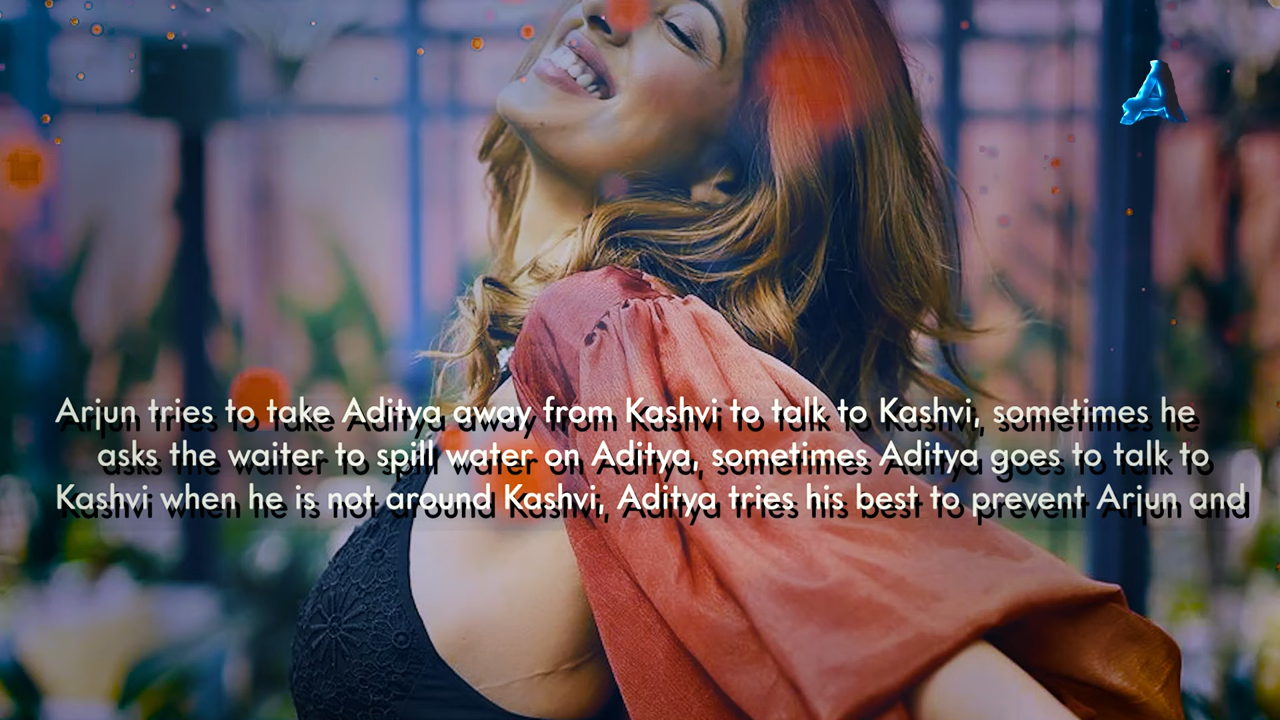 A
Arjun tries to take Aditya away from Kashvi to talk to Kashvi, sometimes he
asks the waiter to spill water on Aditya, sometimes Aditya goes to talk to
Kashvi when he is not around Kashvi, Aditya tries his best to prevent Arjun and